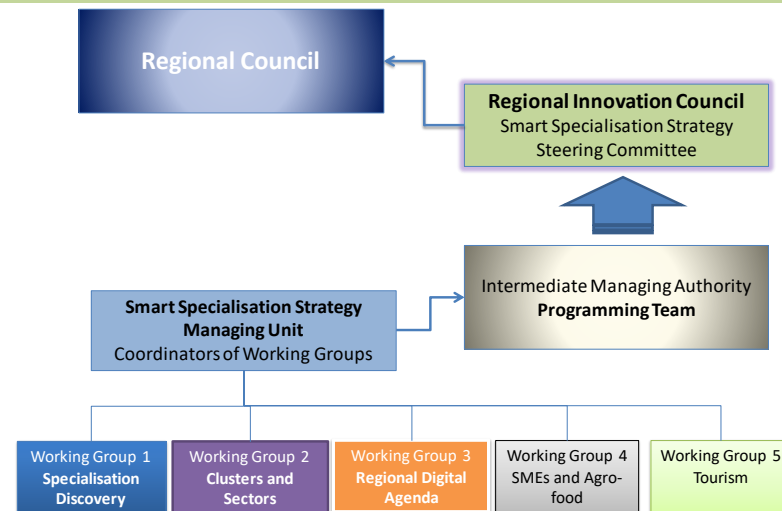 Regional Council
Regional Innovation Council
Smart Specialisation Strategy
Steering Committee
Intermediate Managing Authority
Programming Team
Smart Specialisation Strategy
Managing Unit
Coordinators of Working Groups
Working Group 1
Specialisation
Discovery
Working Group 2
Clusters and
Sectors
Working Group 3
Regional Digital
Agenda
Working Group 4
SMEs and Agro-
food
Working Group 5
Tourism